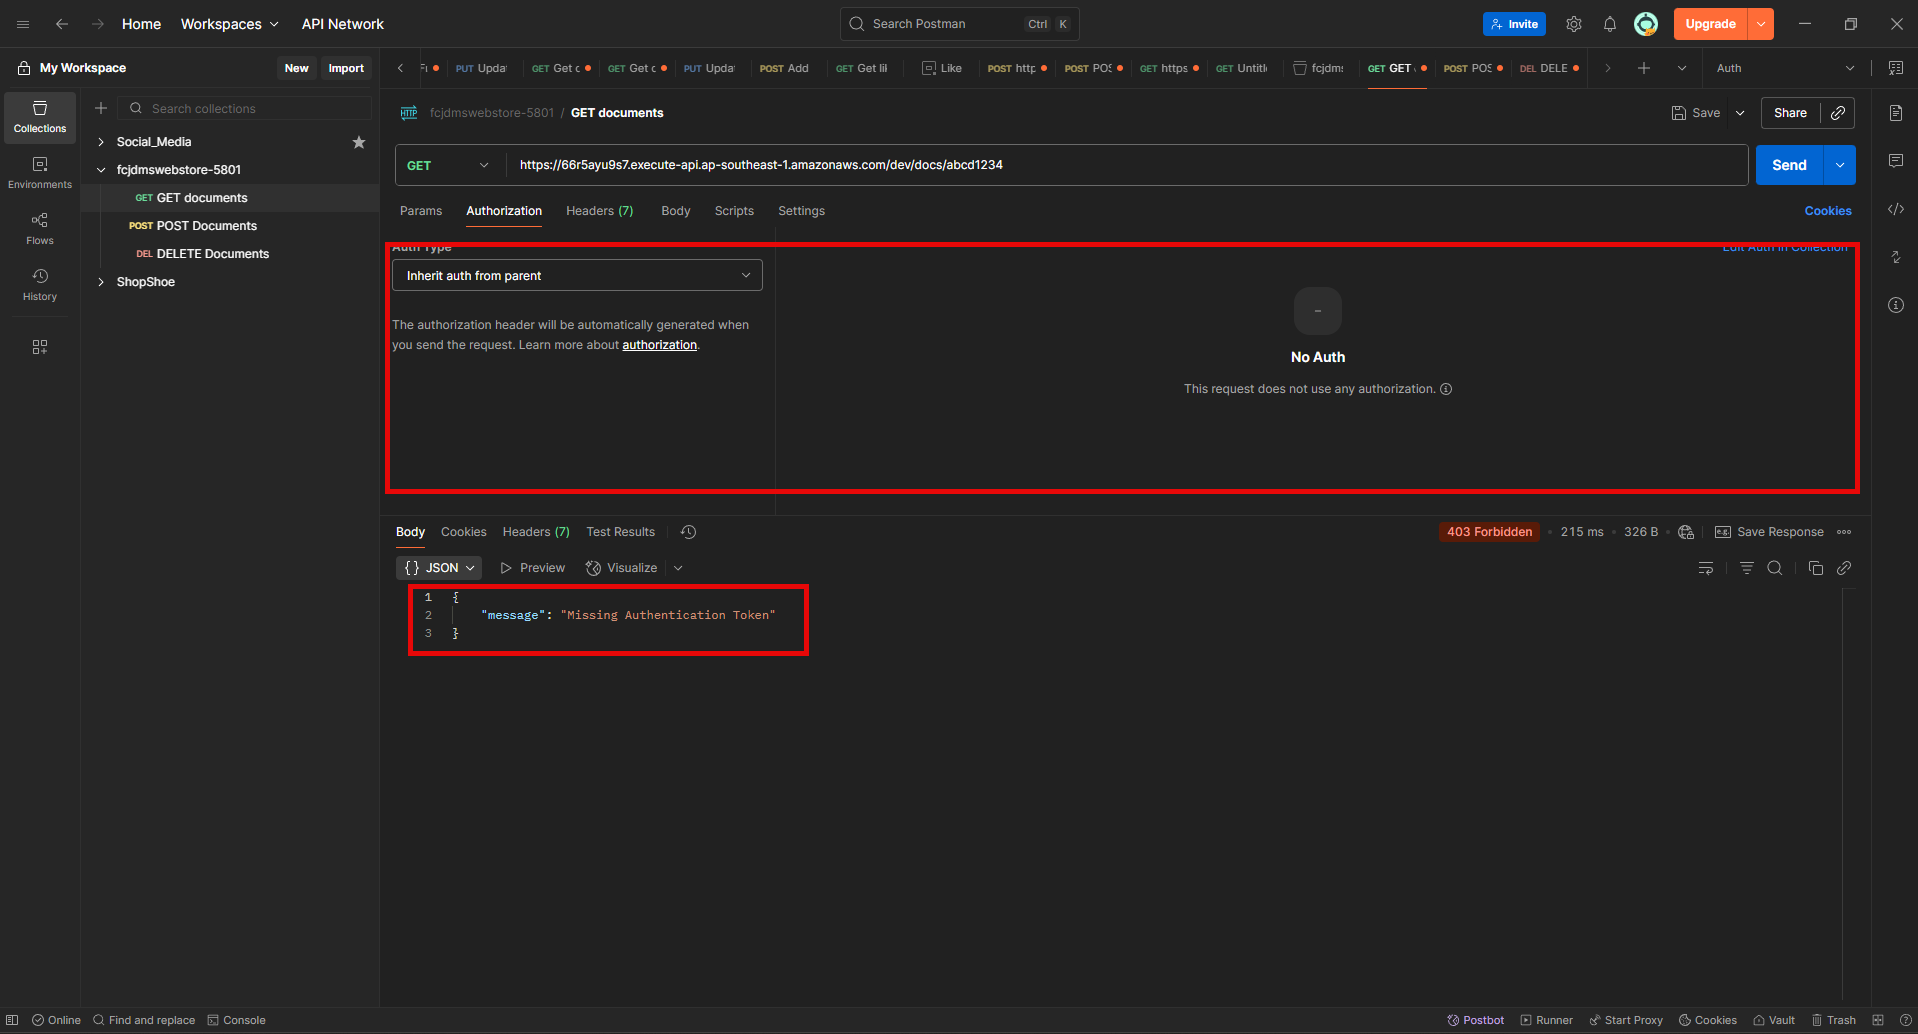 Home Workspaces API Network
Search Postman Ctrl K
Invite Upgrade
My Workspace New Import
PUT Updat GET Get c GET Get c PUT Updat POST Add GET Get lik Like POST http POST POS GET https GET Untitle fcjdms GET GET POST POS DEL DELE Auth
Collections
Environments
Flows
History
Search collections
Social_Media
fcjdmswebstore-5801
GET GET documents
POST POST Documents
DEL DELETE Documents
ShopShoe
HTTP fcjdmswebstore-5801 / GET documents
Save Share
GET https://66r5ayu9s7.execute-api.ap-southeast-1.amazonaws.com/dev/docs/abcd1234 Send
Params Authorization Headers (7) Body Scripts Settings Cookies
Auth Type Edit Auth in Collection
Inherit auth from parent
The authorization header will be automatically generated when
you send the request. Learn more about authorization.
No Auth
This request does not use any authorization.
Body Cookies Headers (7) Test Results 403 Forbidden • 215 ms • 326 B e.g. Save Response
{} JSON Preview Visualize
1 {
2 "message": "Missing Authentication Token"
3 }
Online Find and replace Console Postbot Runner Start Proxy Cookies Vault Trash